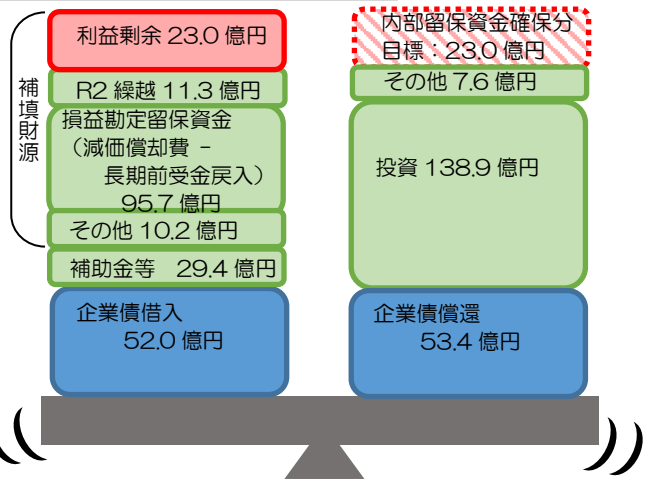 補填財源
利益剰余 23.0 億円
R2 繰越 11.3 億円
損益勘定留保資金
(減価償却費 -
長期前受金戻入)
95.7 億円
その他 10.2 億円
補助金等 29.4 億円
企業債借入
52.0 億円
内部留保資金確保分
目標:23.0 億円
その他 7.6 億円
投資 138.9 億円
企業債償還
53.4 億円